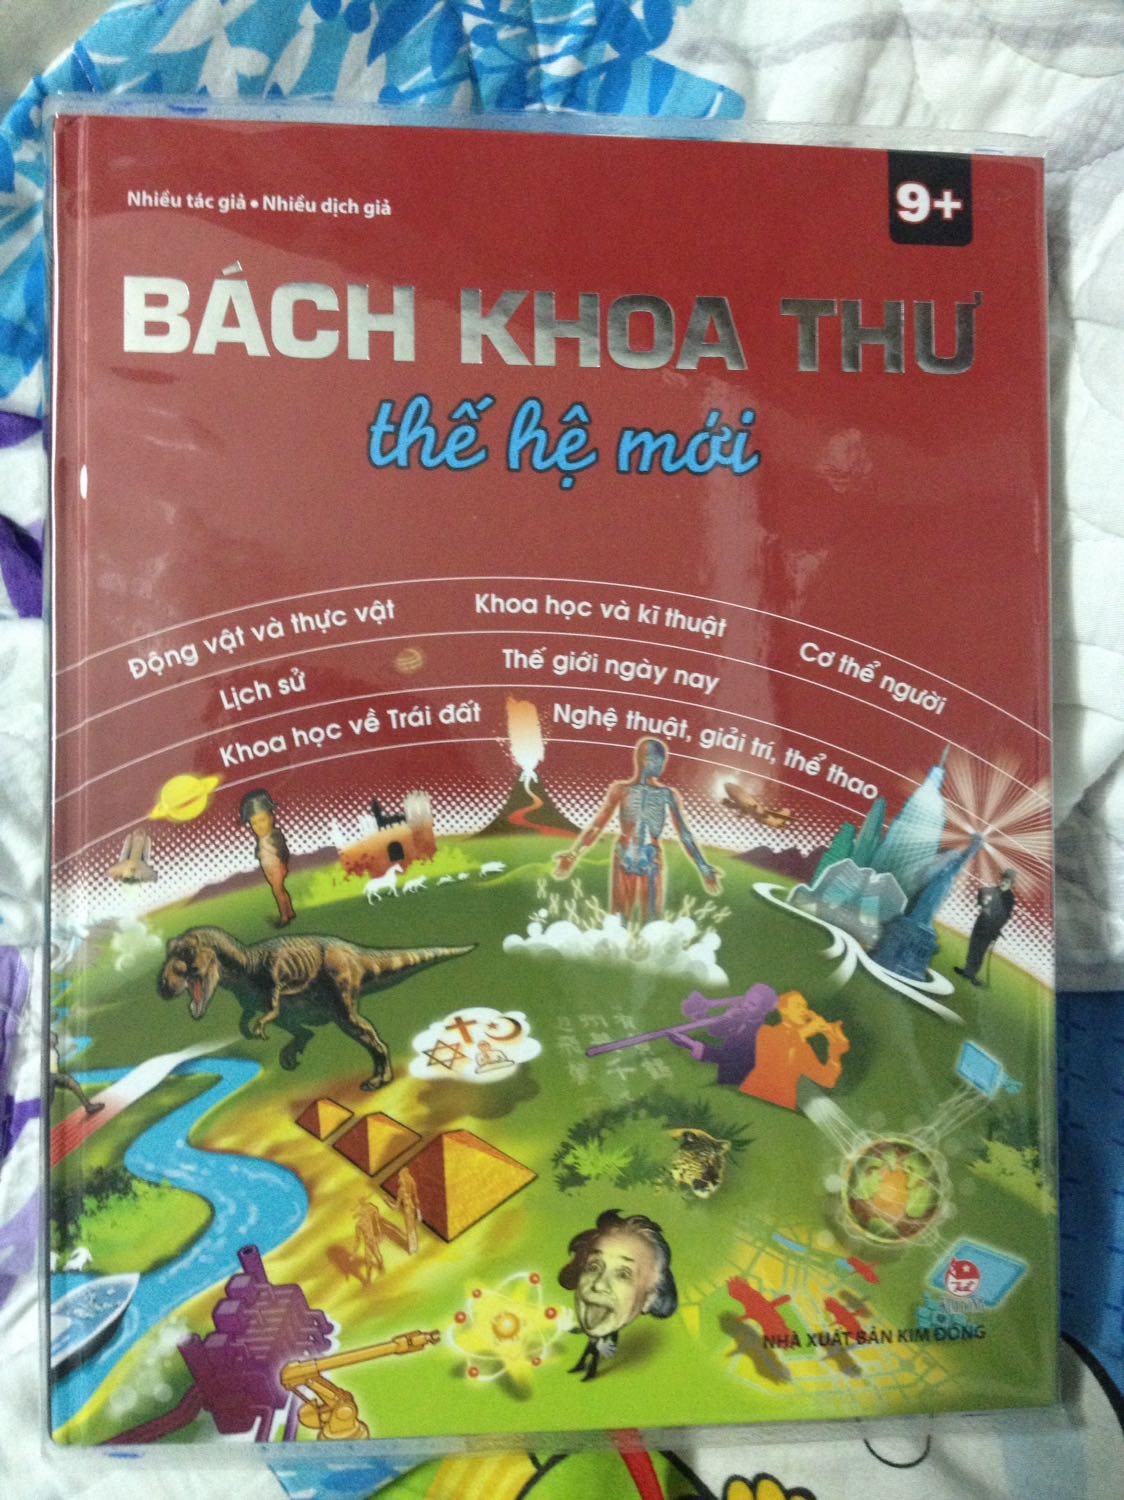 Nhiều tác giả • Nhiều dịch giả
9+
BÁCH KHOA THƯ
thế hệ mới
Động vật và thực vật
Khoa học và kĩ thuật
Cơ thể người
Lịch sử
Thế giới ngày nay
Khoa học về Trái đất
Nghệ thuật, giải trí, thể thao
NHÀ XUẤT BẢN KIM ĐỒNG